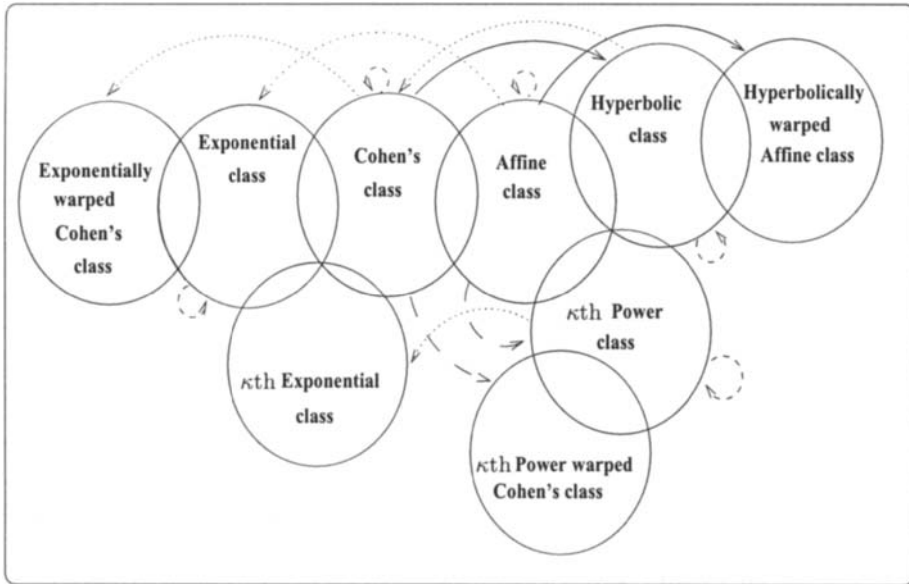 Exponentially
warped
Cohen's
class
Exponential
class
Cohen's
class
Affine
class
Hyperbolic
class
Hyperbolically
warped
Affine class
κth Exponential
class
κth Power
class
κth Power warped
Cohen's class